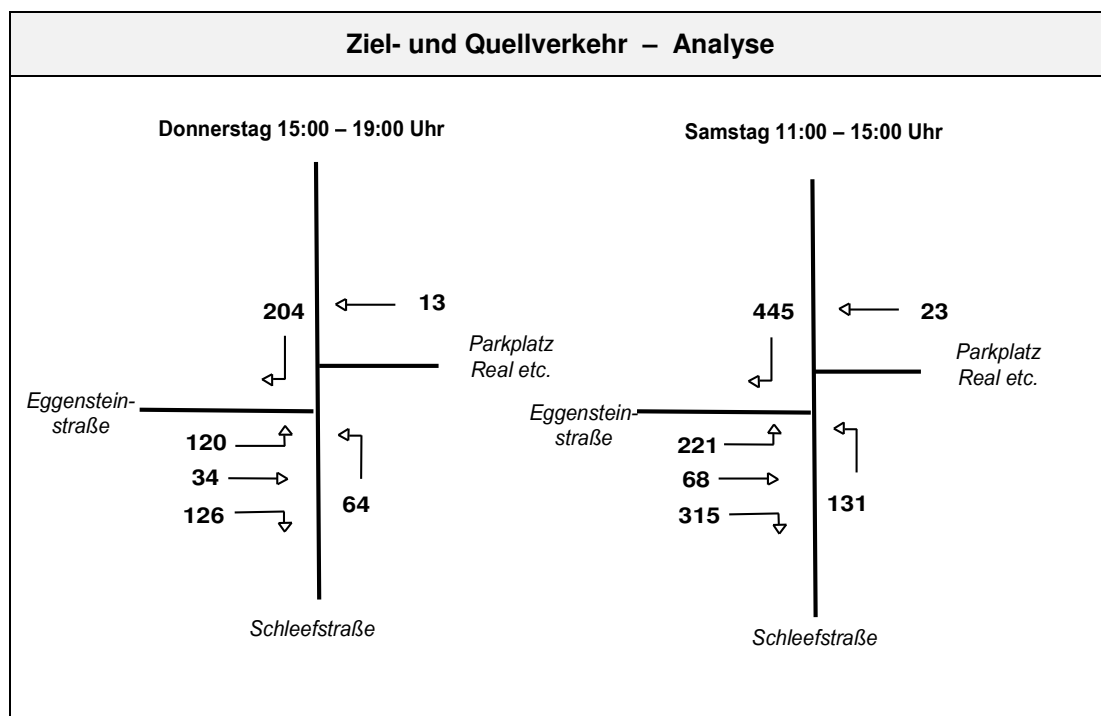 Ziel- und Quellverkehr – Analyse
Donnerstag 15:00 – 19:00 Uhr
204
13
Parkplatz
Real etc.
Eggenstein-
straße
120
34
126
64
Schleefstraße
Samstag 11:00 – 15:00 Uhr
445
23
Parkplatz
Real etc.
Eggenstein-
straße
221
68
315
131
Schleefstraße